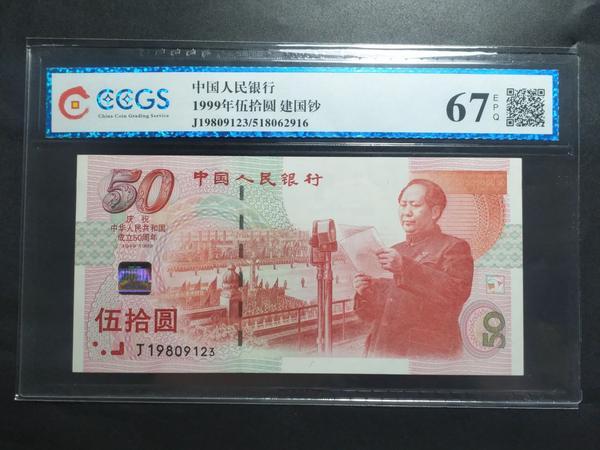 CCGS
China Coin Grading Service
中国人民银行
1999年伍拾圆 建国钞
J19809123/518062916
67
EPQ
50
中国人民银行
庆祝
中华人民共和国
成立50周年
1949-1999
伍拾圆
J19809123
50